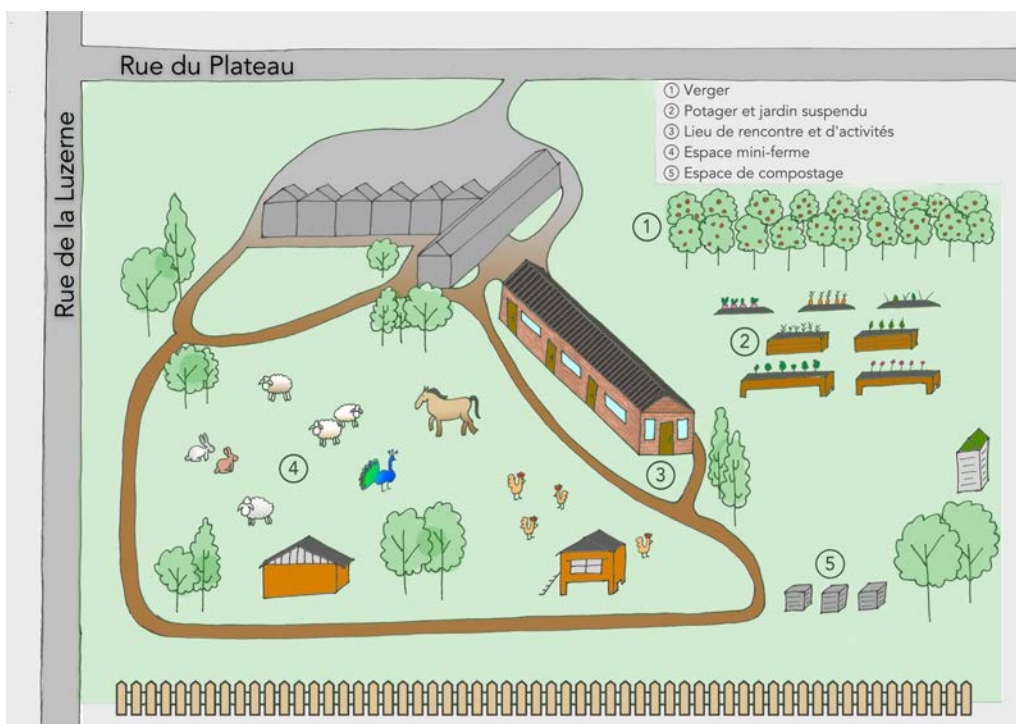 Rue du Plateau
Rue de la Luzerne
① Verger
② Potager et jardin suspendu
③ Lieu de rencontre et d'activités
④ Espace mini-ferme
⑤ Espace de compostage
①
②
③
④
⑤